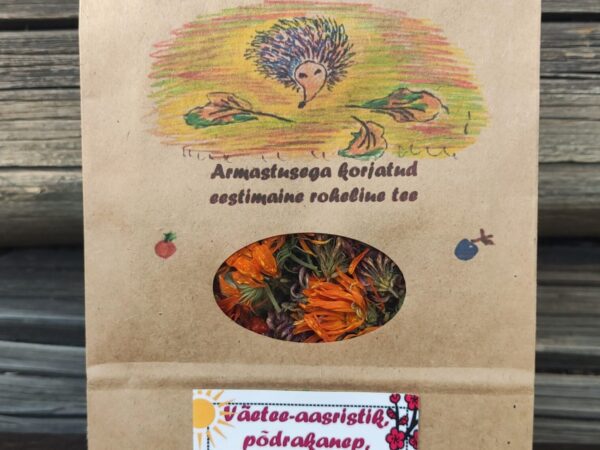 Armastusega korjatud
eestimaine roheline tee
Väetee-aasristik,
põdrakanep,